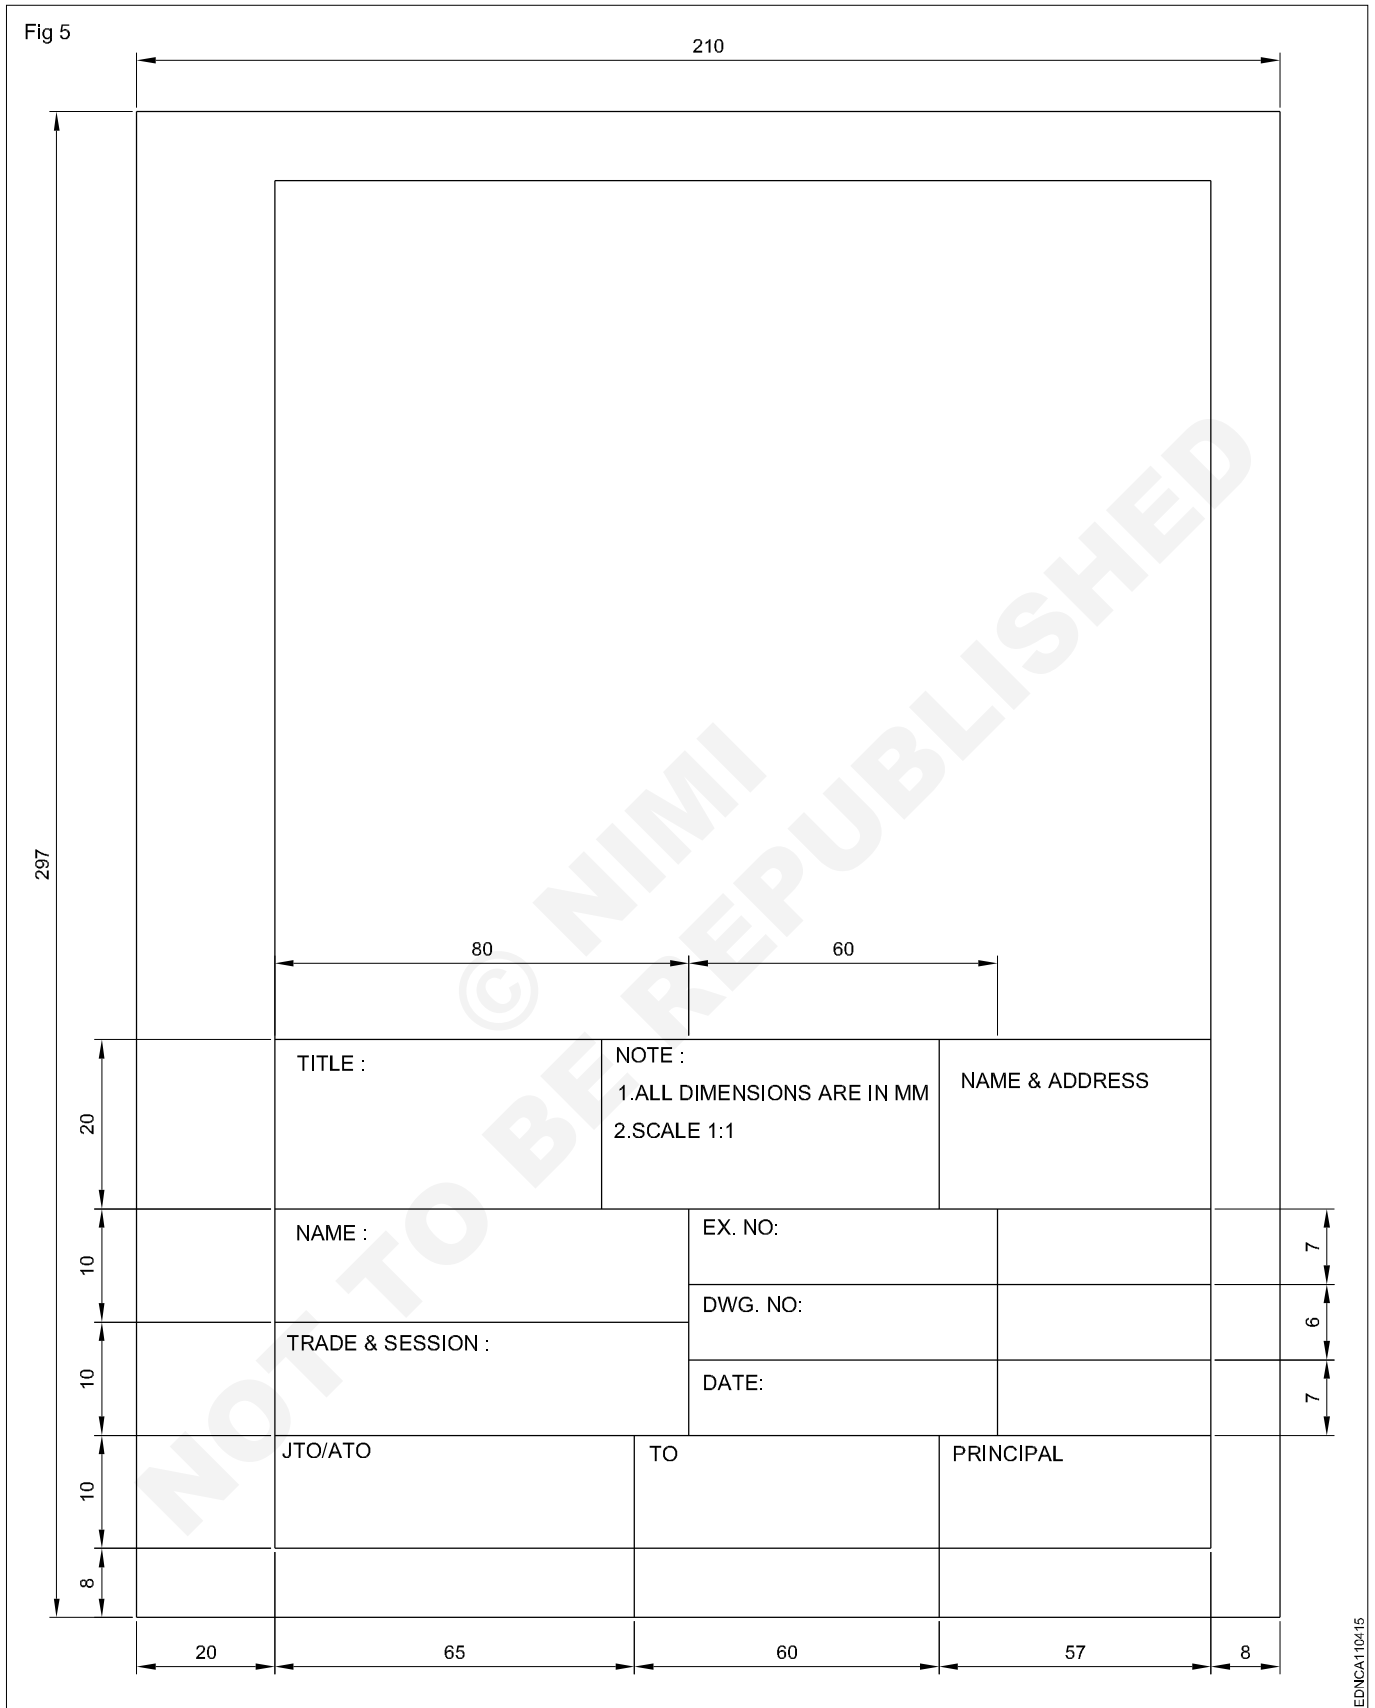 Fig 5
210
297
80
60
TITLE :
NOTE :
1.ALL DIMENSIONS ARE IN MM
2.SCALE 1:1
NAME & ADDRESS
20
NAME :
EX. NO:
7
10
DWG. NO:
6
TRADE & SESSION :
10
DATE:
7
JTO/ATO
TO
PRINCIPAL
10
8
20
65
60
57
8
EDNCA110415
© NIMI
NOT TO BE REPUBLISHED